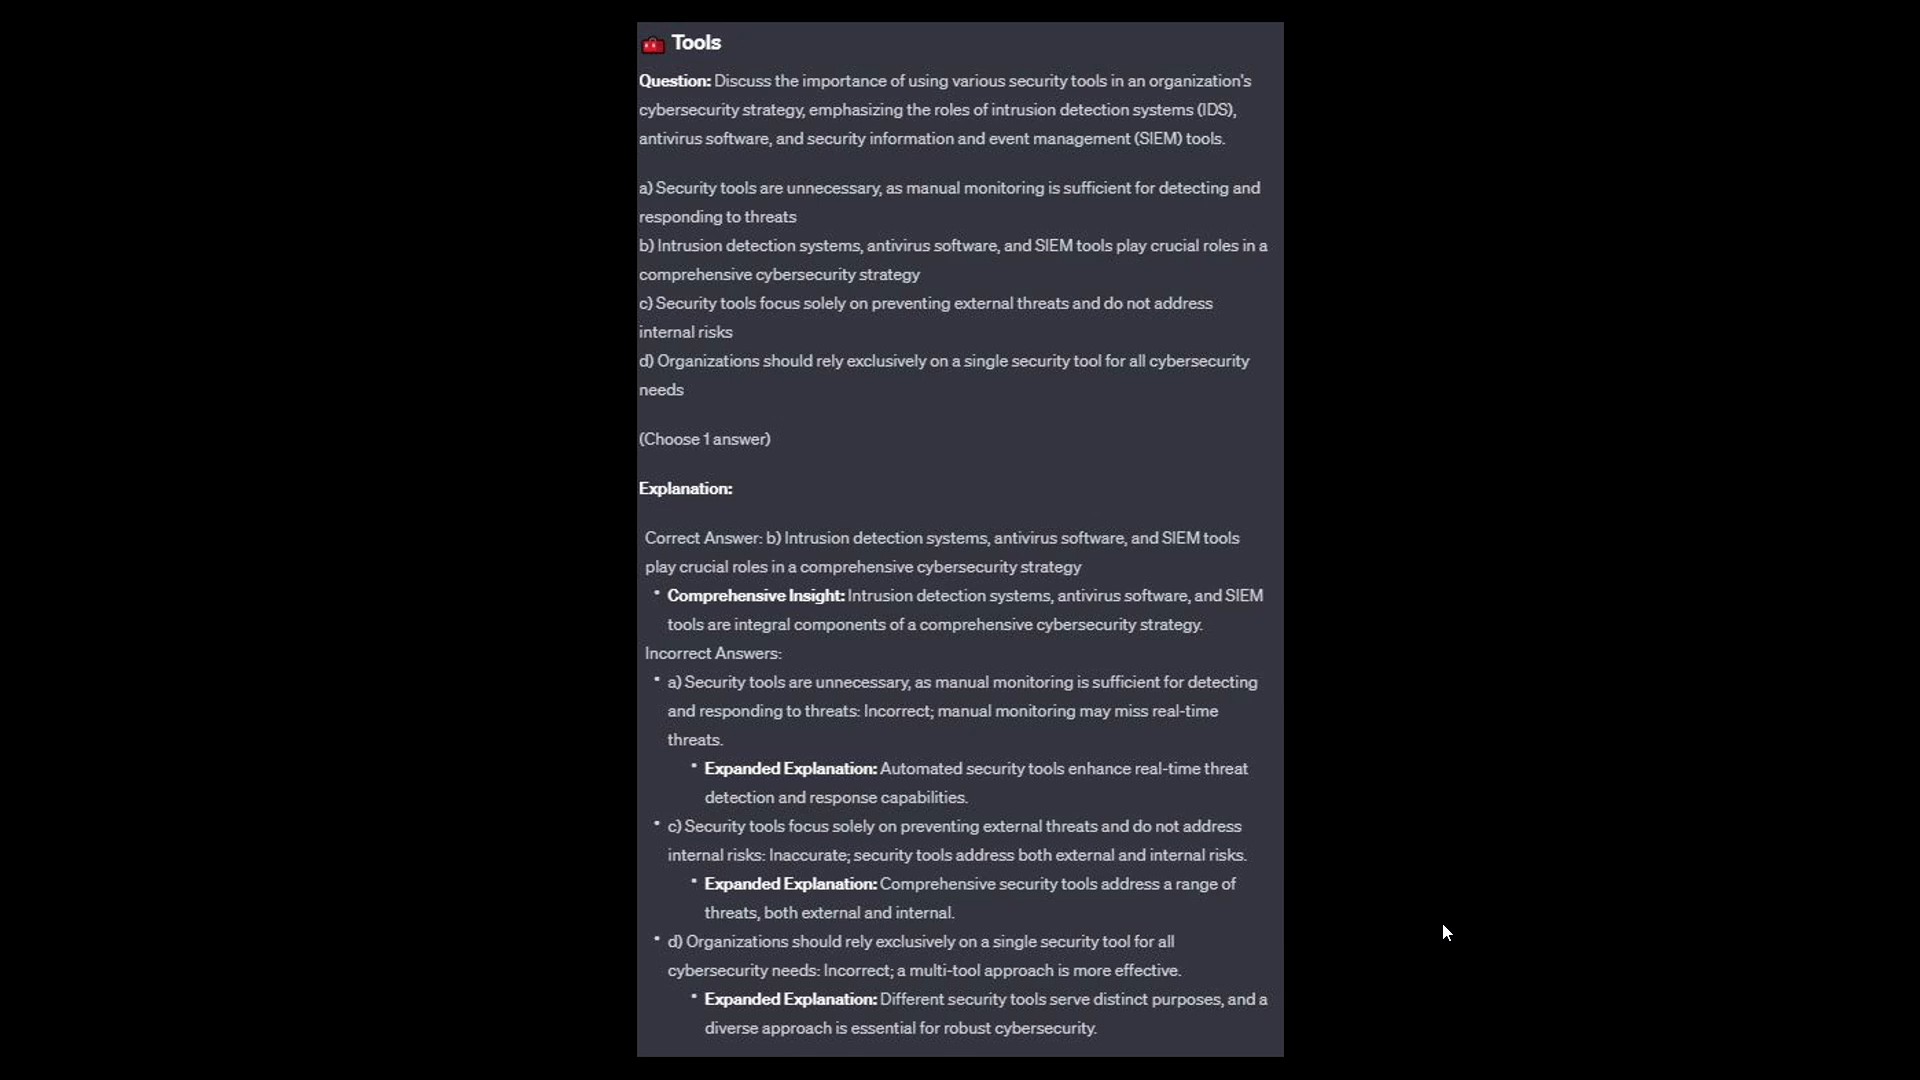 Tools
Question: Discuss the importance of using various security tools in an organization's
cybersecurity strategy, emphasizing the roles of intrusion detection systems (IDS),
antivirus software, and security information and event management (SIEM) tools.
a) Security tools are unnecessary, as manual monitoring is sufficient for detecting and
responding to threats
b) Intrusion detection systems, antivirus software, and SIEM tools play crucial roles in a
comprehensive cybersecurity strategy
c) Security tools focus solely on preventing external threats and do not address
internal risks
d) Organizations should rely exclusively on a single security tool for all cybersecurity
needs
(Choose 1 answer)
Explanation:
Correct Answer: b) Intrusion detection systems, antivirus software, and SIEM tools
play crucial roles in a comprehensive cybersecurity strategy
• Comprehensive Insight: Intrusion detection systems, antivirus software, and SIEM
tools are integral components of a comprehensive cybersecurity strategy.
Incorrect Answers:
• a) Security tools are unnecessary, as manual monitoring is sufficient for detecting
and responding to threats: Incorrect; manual monitoring may miss real-time
threats.
• Expanded Explanation: Automated security tools enhance real-time threat
detection and response capabilities.
• c) Security tools focus solely on preventing external threats and do not address
internal risks: Inaccurate; security tools address both external and internal risks.
• Expanded Explanation: Comprehensive security tools address a range of
threats, both external and internal.
• d) Organizations should rely exclusively on a single security tool for all
cybersecurity needs: Incorrect; a multi-tool approach is more effective.
• Expanded Explanation: Different security tools serve distinct purposes, and a
diverse approach is essential for robust cybersecurity.